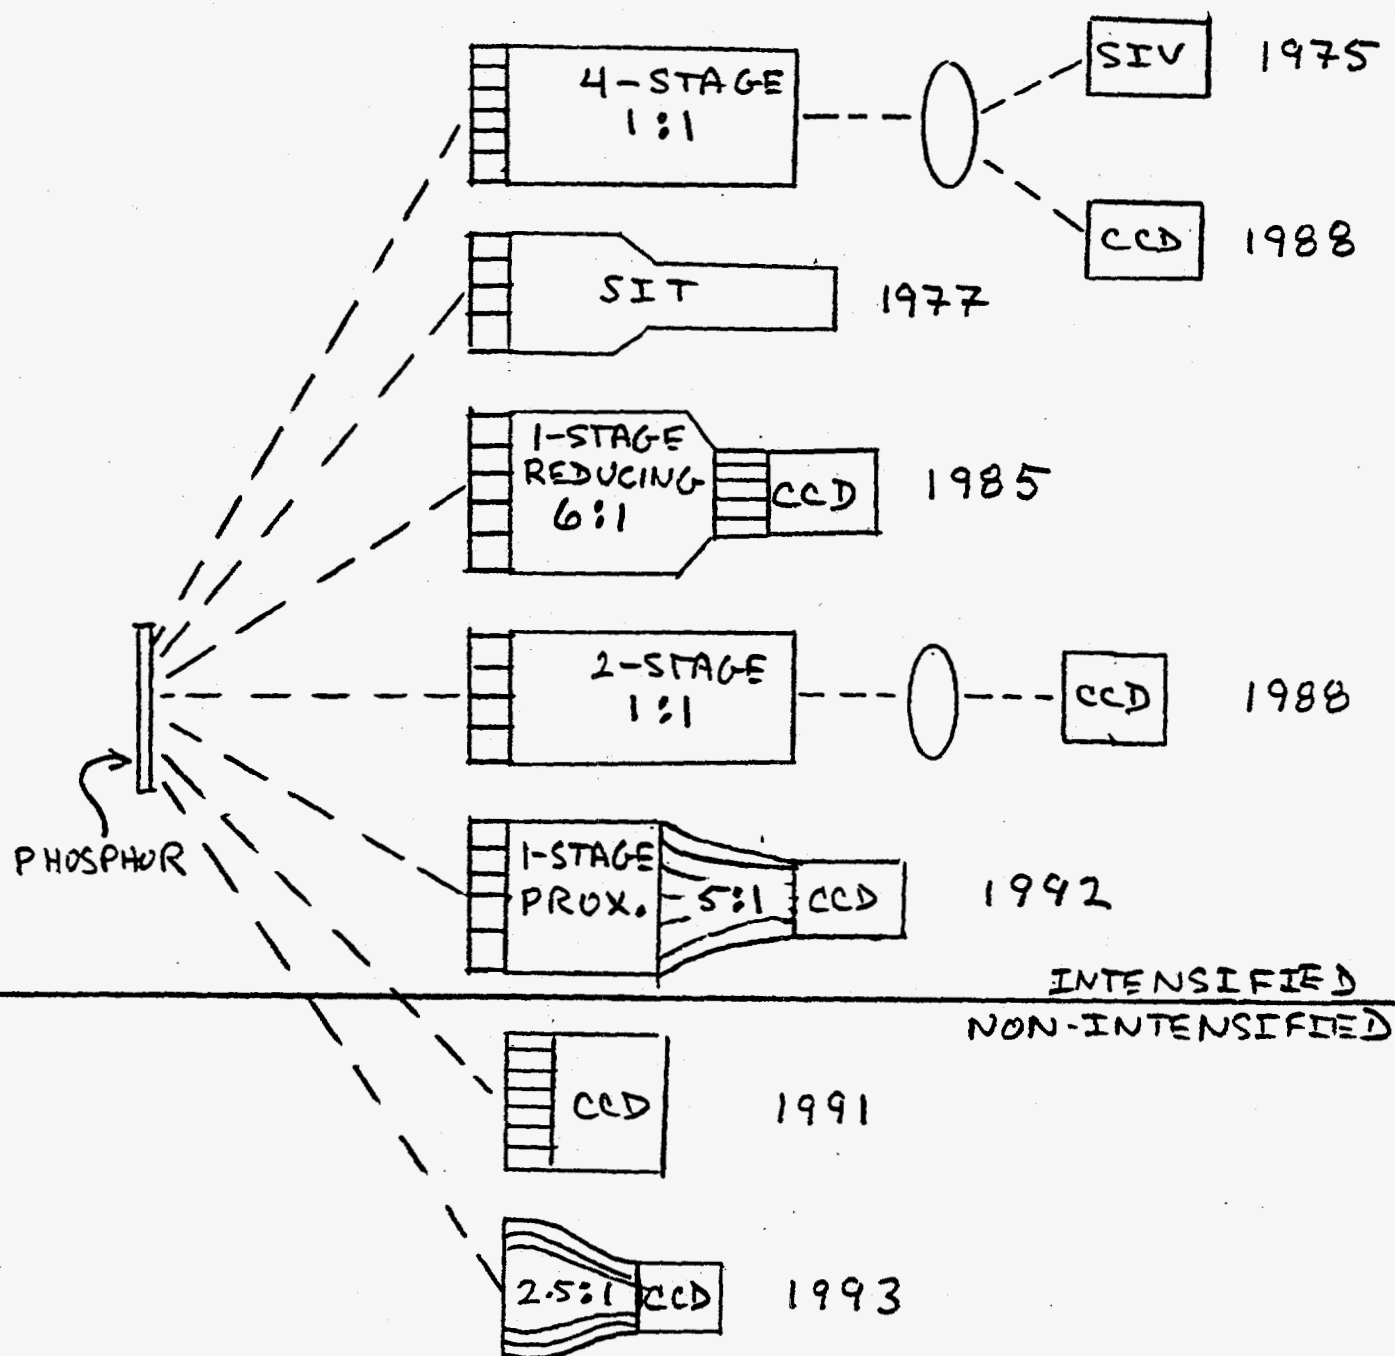 4-STAGE
1:1
SIV
1975
CCD
1988
SIT
1977
1-STAGE
REDUCING
6:1
CCD
1985
2-STAGE
1:1
CCD
1988
PHOSPHOR
1-STAGE
PROX.
5:1
CCD
1992
INTENSIFIED
NON-INTENSIFIED
CCD
1991
2.5:1
CCD
1993